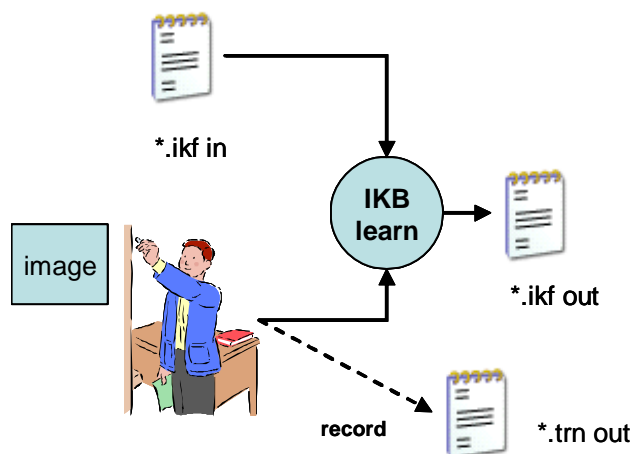 *.ikf in
IKB
learn
image
*.ikf out
record
*.trn out